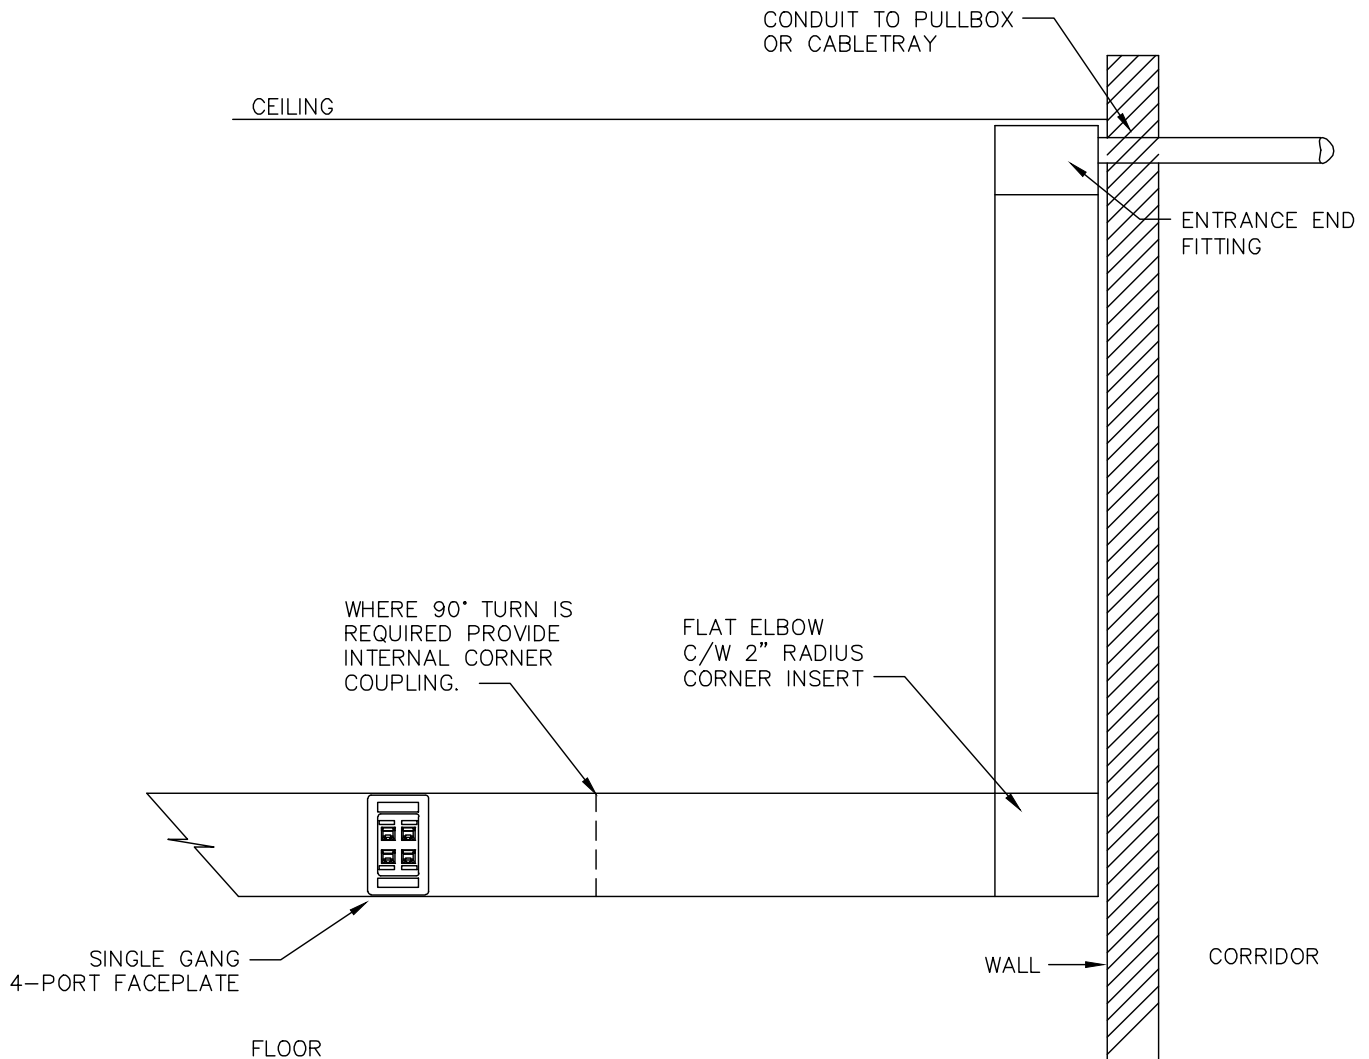 CONDUIT TO PULLBOX
OR CABLETRAY
CEILING
ENTRANCE END
FITTING
WHERE 90° TURN IS
REQUIRED PROVIDE
INTERNAL CORNER
COUPLING.
FLAT ELBOW
C/W 2” RADIUS
CORNER INSERT
SINGLE GANG
4-PORT FACEPLATE
WALL
CORRIDOR
FLOOR